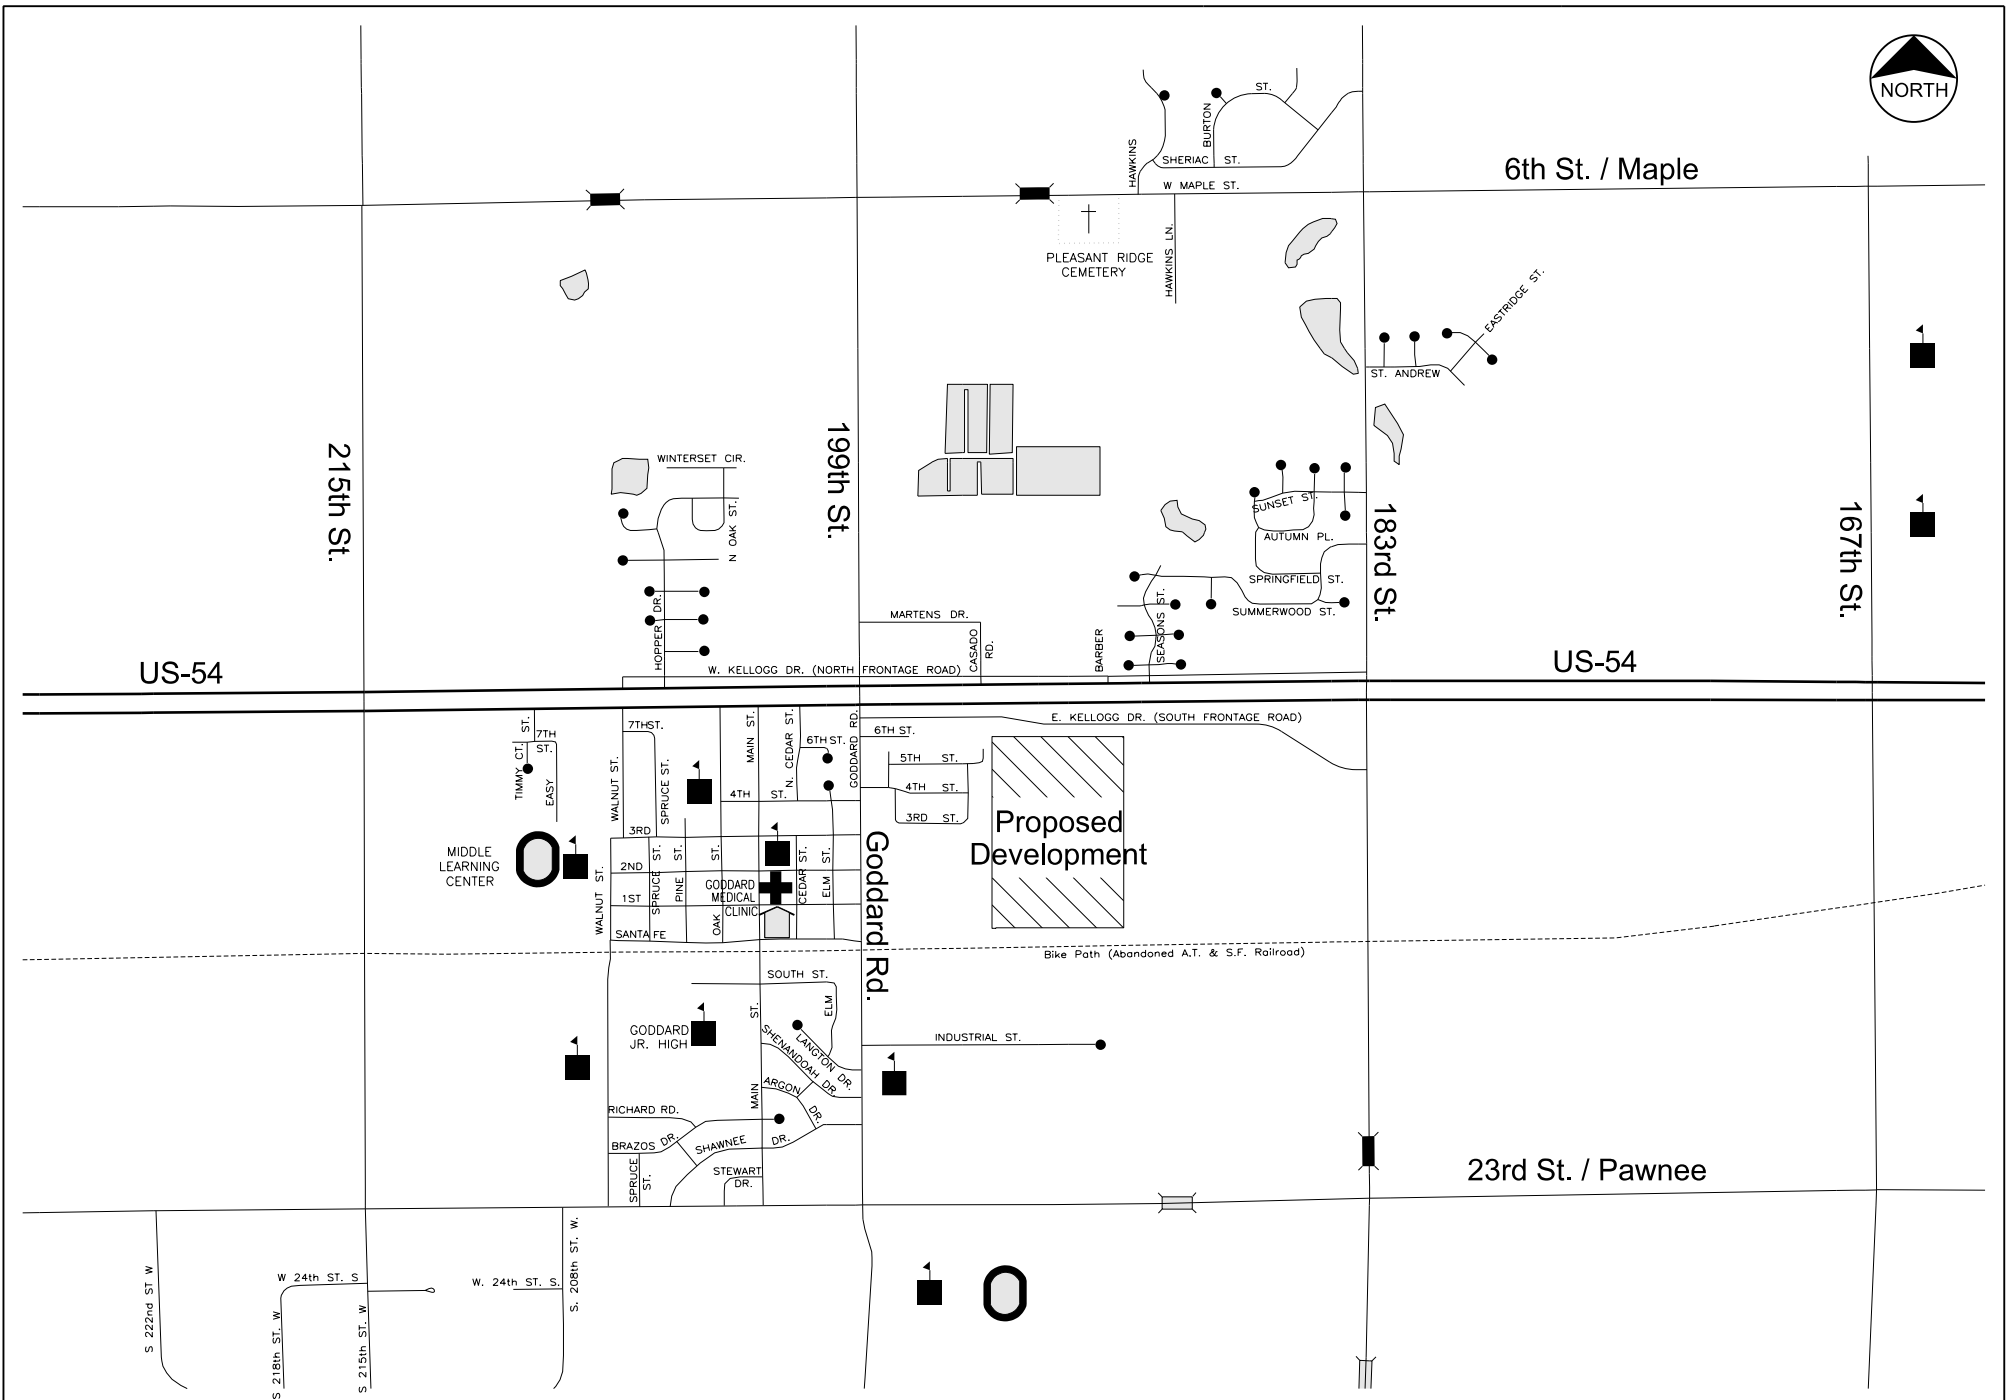 NORTH
ST.
BURTON
HAWKINS
SHERIAC ST.
W MAPLE ST.
6th St. / Maple
PLEASANT RIDGE
CEMETERY
HAWKINS LN.
EASTRIDGE ST.
ST. ANDREW
215th St.
199th St.
183rd St.
167th St.
WINTERSET CIR.
N OAK ST.
HOPPER DR.
SUNSET ST.
AUTUMN PL.
SPRINGFIELD ST.
SUMMERWOOD ST.
SEASONS ST.
BARBER
MARTENS DR.
CASADO
RD.
W. KELLOGG DR. (NORTH FRONTAGE ROAD)
US-54
US-54
E. KELLOGG DR. (SOUTH FRONTAGE ROAD)
7TH
ST.
ST.
TIMMY CT.
EASY
7TH ST.
WALNUT ST.
SPRUCE ST.
MAIN ST.
N. CEDAR ST.
6TH ST.
GODDARD RD.
6TH ST.
5TH ST.
4TH ST.
3RD ST.
4TH ST.
3RD
2ND
1ST
SANTA FE
WALNUT ST.
SPRUCE ST.
PINE ST.
OAK ST.
CEDAR ST.
ELM ST.
GODDARD
MEDICAL
CLINIC
MIDDLE
LEARNING
CENTER
Goddard Rd.
Proposed
Development
Bike Path (Abandoned A.T. & S.F. Railroad)
SOUTH ST.
ELM
ST.
MAIN
GODDARD
JR. HIGH
LANGTON DR.
SHENANDOAH DR.
ARGON
DR.
INDUSTRIAL ST.
RICHARD RD.
BRAZOS DR.
SHAWNEE DR.
SPRUCE
ST.
STEWART
DR.
23rd St. / Pawnee
S 222nd ST W
W 24th ST. S
S 218th ST. W
S 215th ST. W
W. 24th ST. S.
S. 208th ST. W.